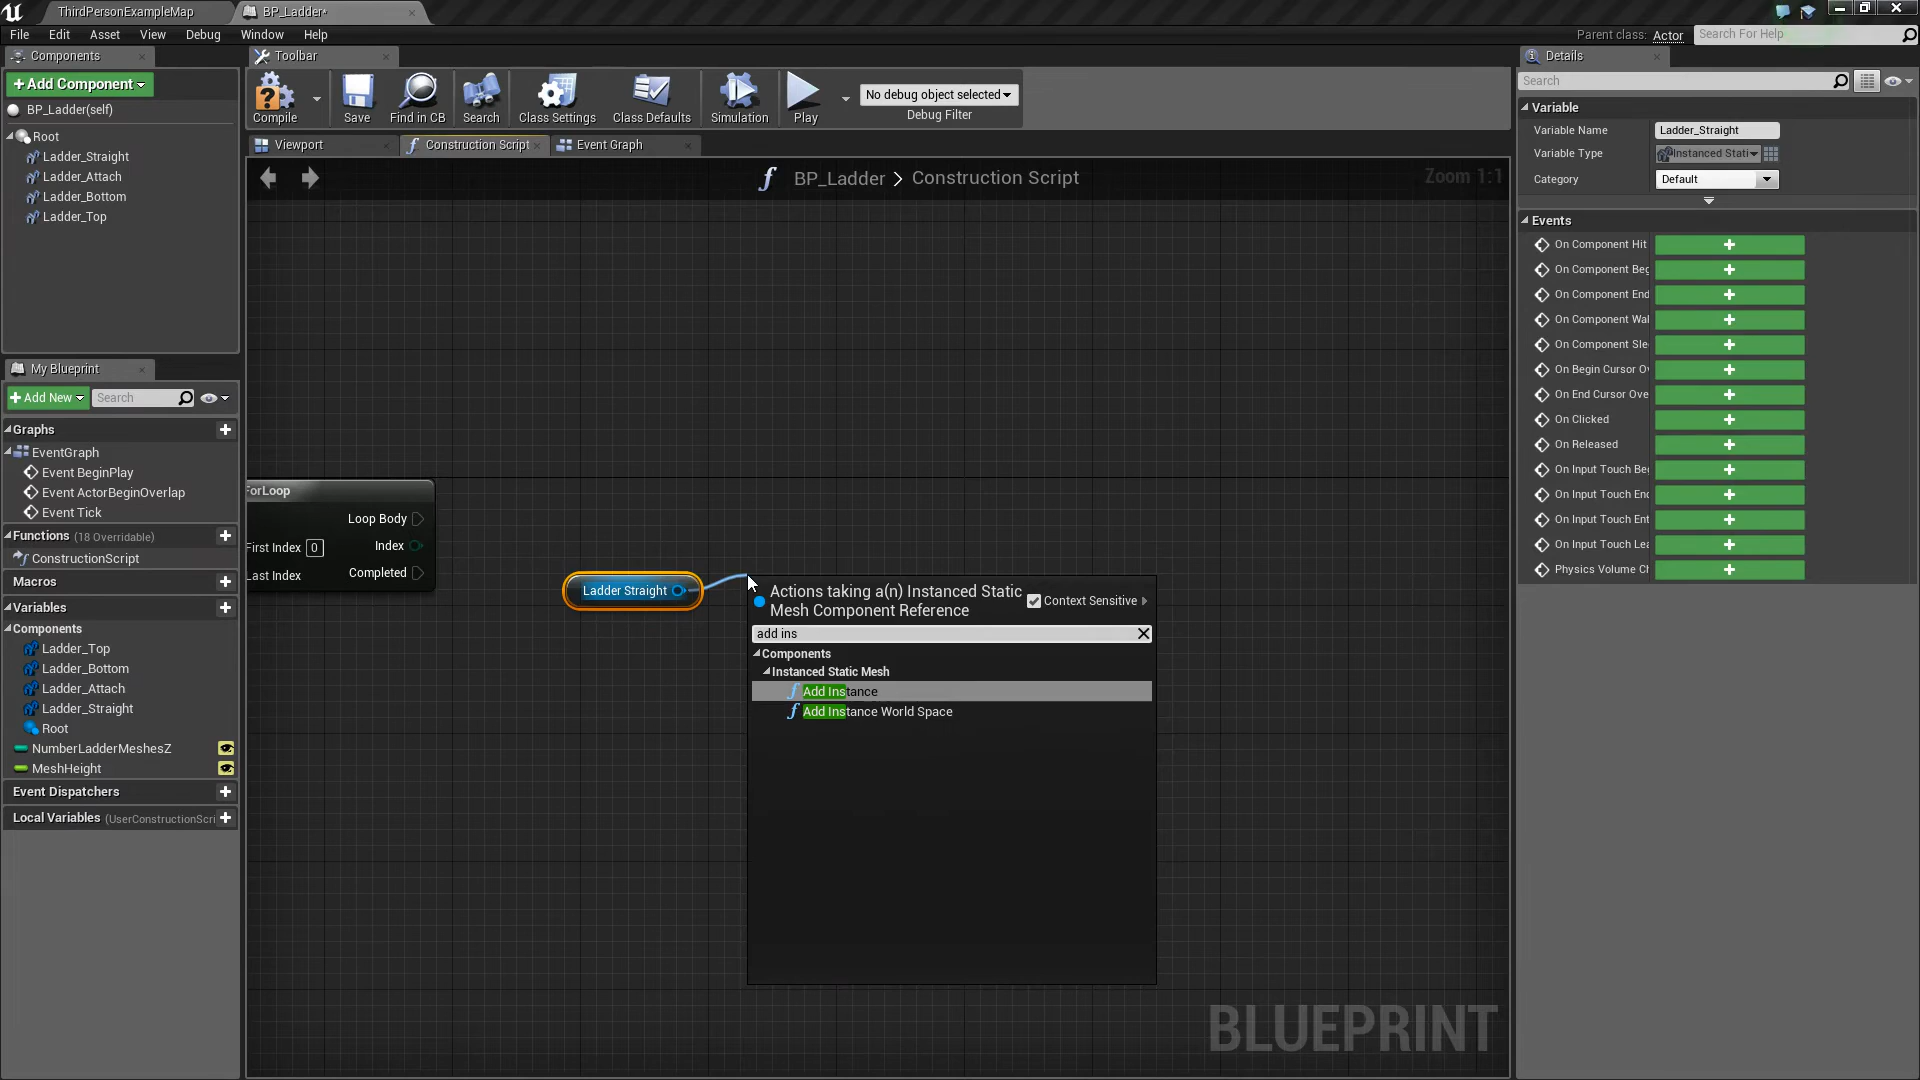 ThirdPersonExampleMap
BP_Ladder*
File Edit Asset View Debug Window Help
Parent class: Actor
Search For Help
Components
Toolbar
Details
+ Add Component
BP_Ladder(self)
Root
Ladder_Straight
Ladder_Attach
Ladder_Bottom
Ladder_Top
Compile
Save
Find in CB
Search
Class Settings
Class Defaults
Simulation
Play
No debug object selected
Debug Filter
Viewport
Construction Script
Event Graph
BP_Ladder > Construction Script
Zoom 1:1
My Blueprint
+ Add New
Search
Graphs
EventGraph
Event BeginPlay
Event ActorBeginOverlap
Event Tick
Functions (18 Overridable)
ConstructionScript
Macros
Variables
Components
Ladder_Top
Ladder_Bottom
Ladder_Attach
Ladder_Straight
Root
NumberLadderMeshesZ
MeshHeight
Event Dispatchers
Local Variables (UserConstructionScri
ForLoop
Loop Body
First Index 0
Index
Last Index
Completed
Ladder Straight
Actions taking a(n) Instanced Static
Mesh Component Reference
Context Sensitive
add ins
Components
Instanced Static Mesh
Add Instance
Add Instance World Space
BLUEPRINT
Search
Variable
Variable Name Ladder_Straight
Variable Type Instanced Stati
Category Default
Events
On Component Hit
On Component Beg
On Component End
On Component Wak
On Component Sle
On Begin Cursor Ov
On End Cursor Ove
On Clicked
On Released
On Input Touch Beg
On Input Touch End
On Input Touch Ent
On Input Touch Lea
Physics Volume Ch